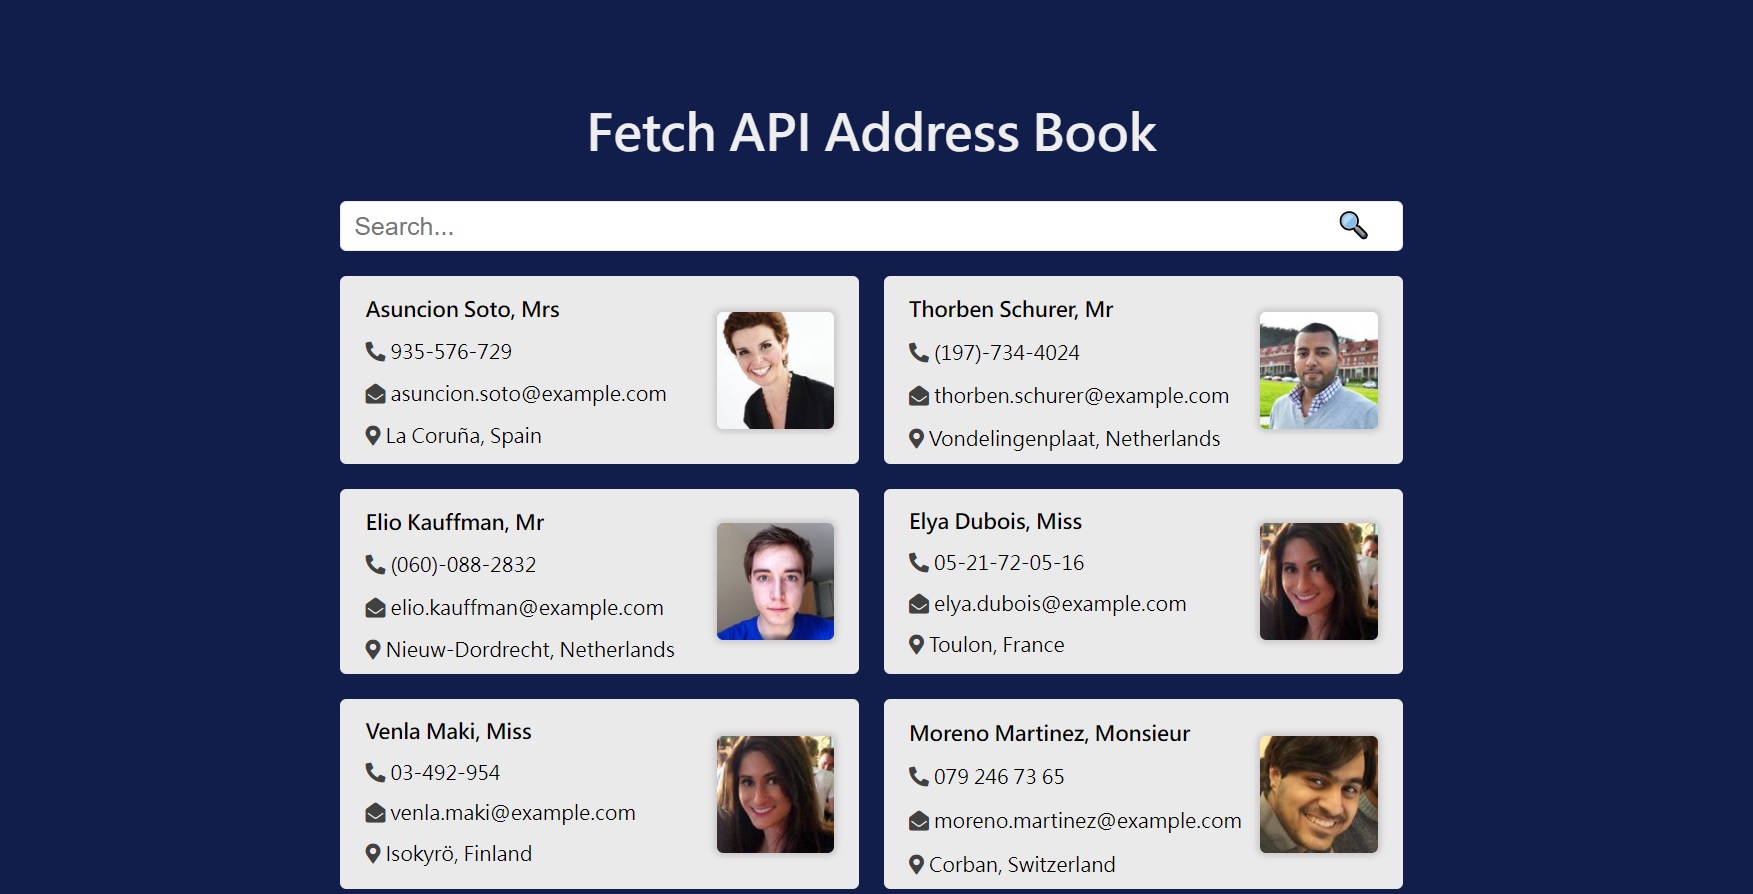 Fetch API Address Book
Search...
Asuncion Soto, Mrs
935-576-729
asuncion.soto@example.com
La Coruña, Spain
Thorben Schurer, Mr
(197)-734-4024
thorben.schurer@example.com
Vondelingenplaat, Netherlands
Elio Kauffman, Mr
(060)-088-2832
elio.kauffman@example.com
Nieuw-Dordrecht, Netherlands
Elya Dubois, Miss
05-21-72-05-16
elya.dubois@example.com
Toulon, France
Venla Maki, Miss
03-492-954
venla.maki@example.com
Isokyrö, Finland
Moreno Martinez, Monsieur
079 246 73 65
moreno.martinez@example.com
Corban, Switzerland